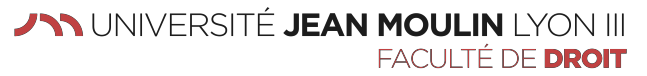 UNIVERSITÉ JEAN MOULIN LYON III
FACULTÉ DE DROIT